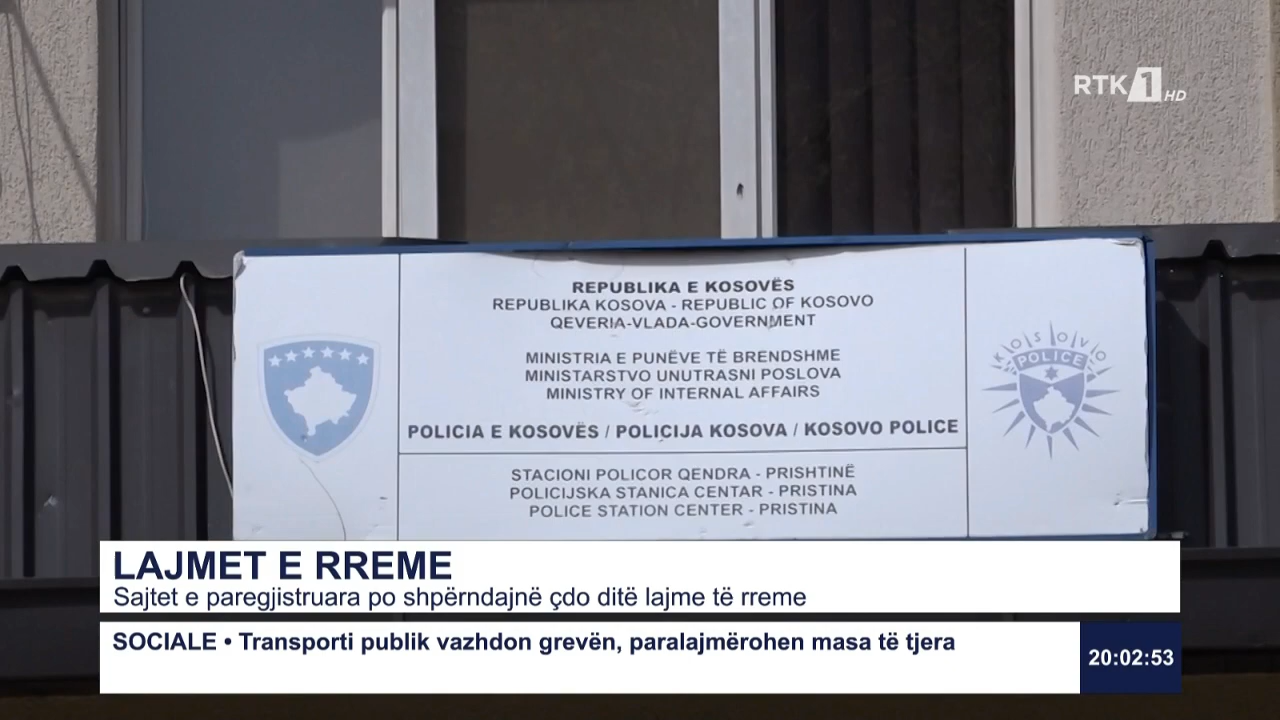 RTK 1 HD
REPUBLIKA E KOSOVËS
REPUBLIKA KOSOVA - REPUBLIC OF KOSOVO
QEVERIA-VLADA-GOVERNMENT
MINISTRIA E PUNËVE TË BRENDSHME
MINISTARSTVO UNUTRASNI POSLOVA
MINISTRY OF INTERNAL AFFAIRS
POLICIA E KOSOVËS / POLICIJA KOSOVA / KOSOVO POLICE
KOSOVO
POLICE
STACIONI POLICOR QENDRA - PRISHTINË
POLICIJSKA STANICA CENTAR - PRISTINA
POLICE STATION CENTER - PRISTINA
LAJMET E RREME
Sajtet e paregjistruara po shpërndajnë çdo ditë lajme të rreme
SOCIALE • Transporti publik vazhdon grevën, paralajmërohen masa të tjera
20:02:53